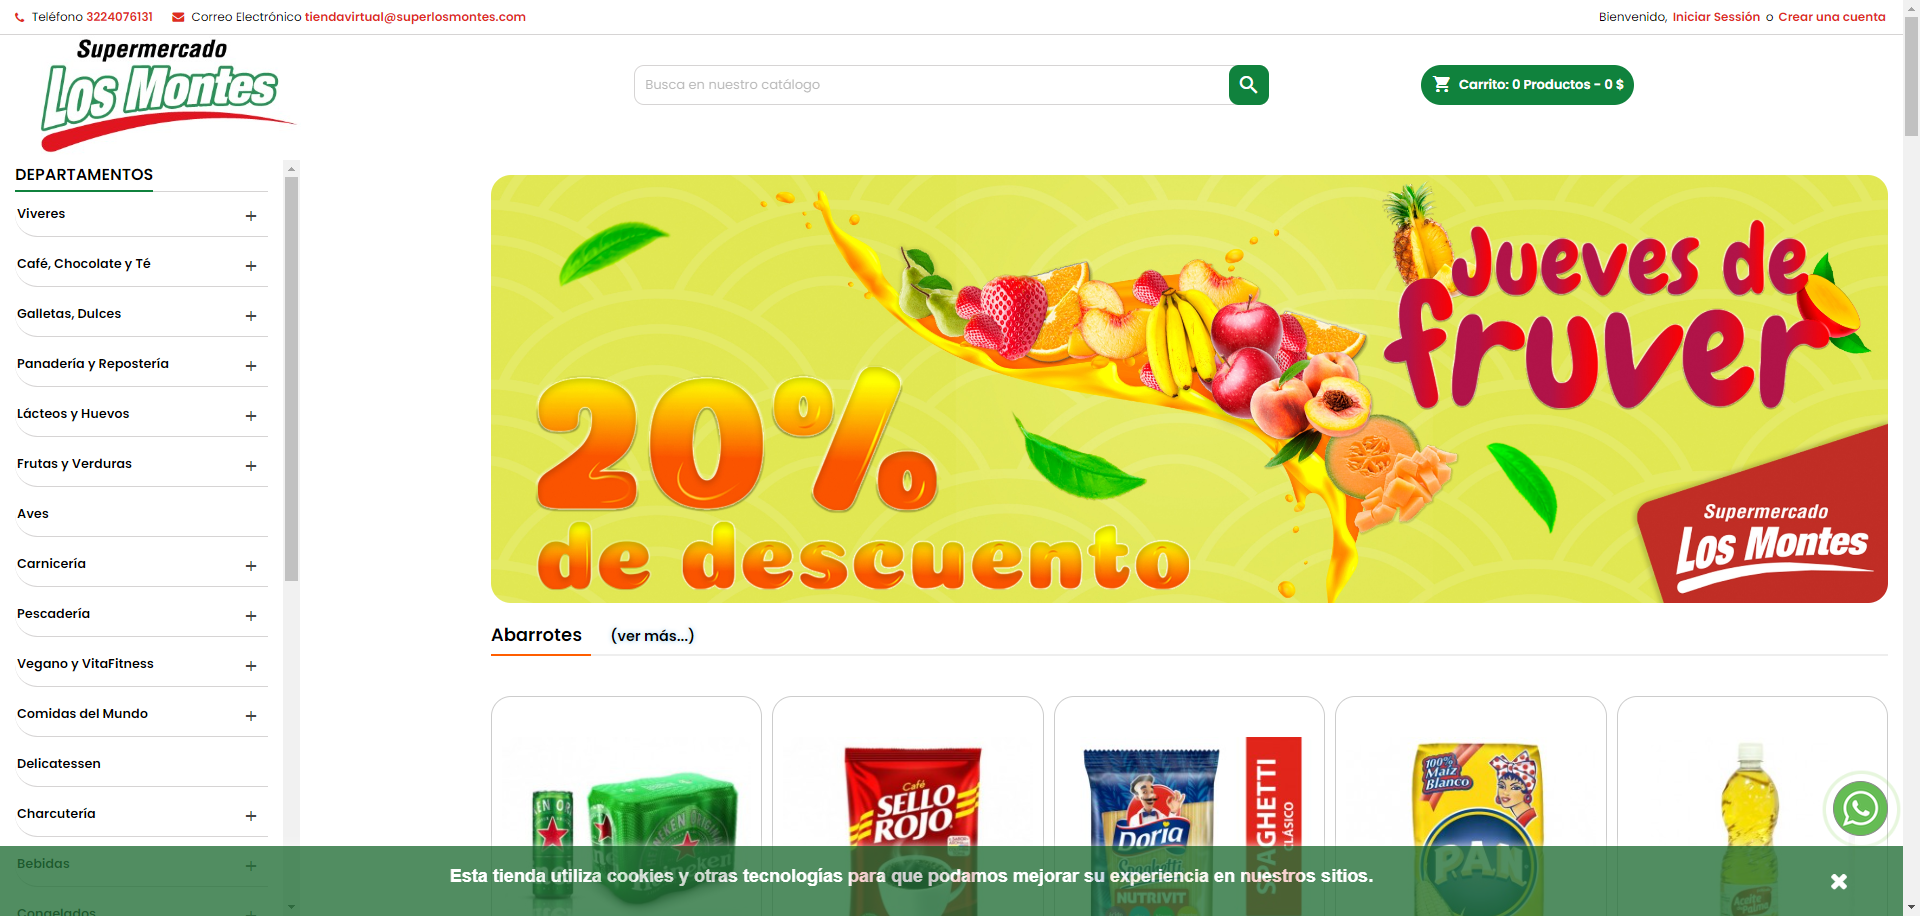 Teléfono 3224076131 Correo Electrónico tiendavirtual@superlosmontes.com
Bienvenido, Iniciar Sessión o Crear una cuenta
Supermercado
Los Montes
Busca en nuestro catálogo
Carrito: 0 Productos - 0 $
DEPARTAMENTOS
Viveres
Café, Chocolate y Té
Galletas, Dulces
Panadería y Repostería
Lácteos y Huevos
Frutas y Verduras
Aves
Carnicería
Pescadería
Vegano y VitaFitness
Comidas del Mundo
Delicatessen
Charcutería
Bebidas
Congelados
Jueves de
fruver
20%
de descuento
Supermercado
Los Montes
Abarrotes (ver más...)
Café
SELLO
ROJO
Doria
Spaghetti
NUTRIVIT
SPAGHETTI
CLÁSICO
100%
Maíz
Blanco
PAN
Heineken
Aceite
Esta tienda utiliza cookies y otras tecnologías para que podamos mejorar su experiencia en nuestros sitios.